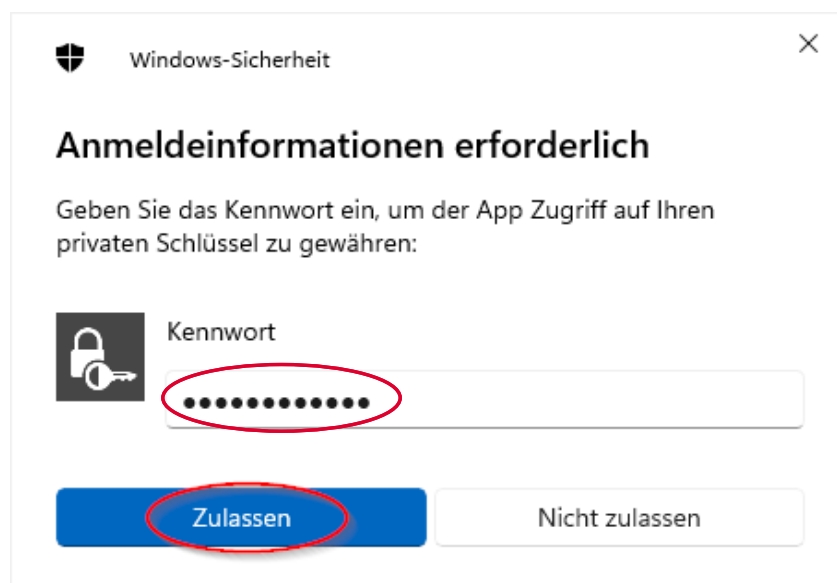 Windows-Sicherheit
Anmeldeinformationen erforderlich
Geben Sie das Kennwort ein, um der App Zugriff auf Ihren
privaten Schlüssel zu gewähren:
Kennwort
●●●●●●●●●●●●
Zulassen
Nicht zulassen